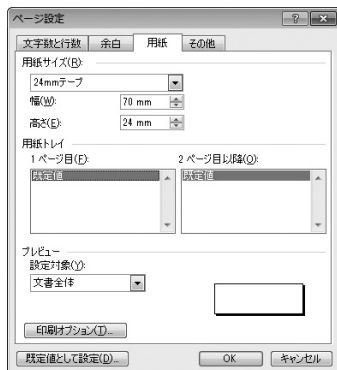 ページ設定
文字数と行数 余白 用紙 その他
用紙サイズ(R):
24mmテープ
幅(W): 70 mm
高さ(E): 24 mm
用紙トレイ
1 ページ目(F): 2 ページ目以降(O):
既定値 既定値
プレビュー
設定対象(Y):
文書全体
印刷オプション(T)...
既定値として設定(D)... OK キャンセル